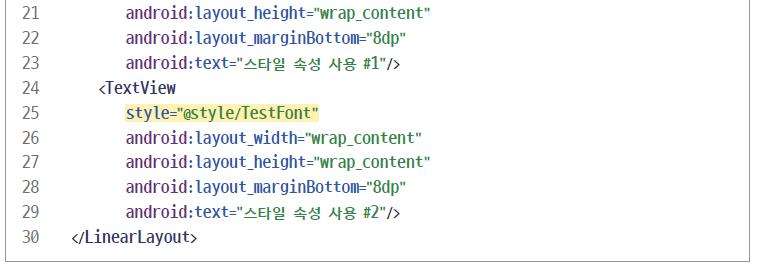 21 android:layout_height="wrap_content"
22 android:layout_marginBottom="8dp"
23 android:text="스타일 속성 사용 #1"/>
24 <TextView
25 style="@style/TestFont"
26 android:layout_width="wrap_content"
27 android:layout_height="wrap_content"
28 android:layout_marginBottom="8dp"
29 android:text="스타일 속성 사용 #2"/>
30 </LinearLayout>